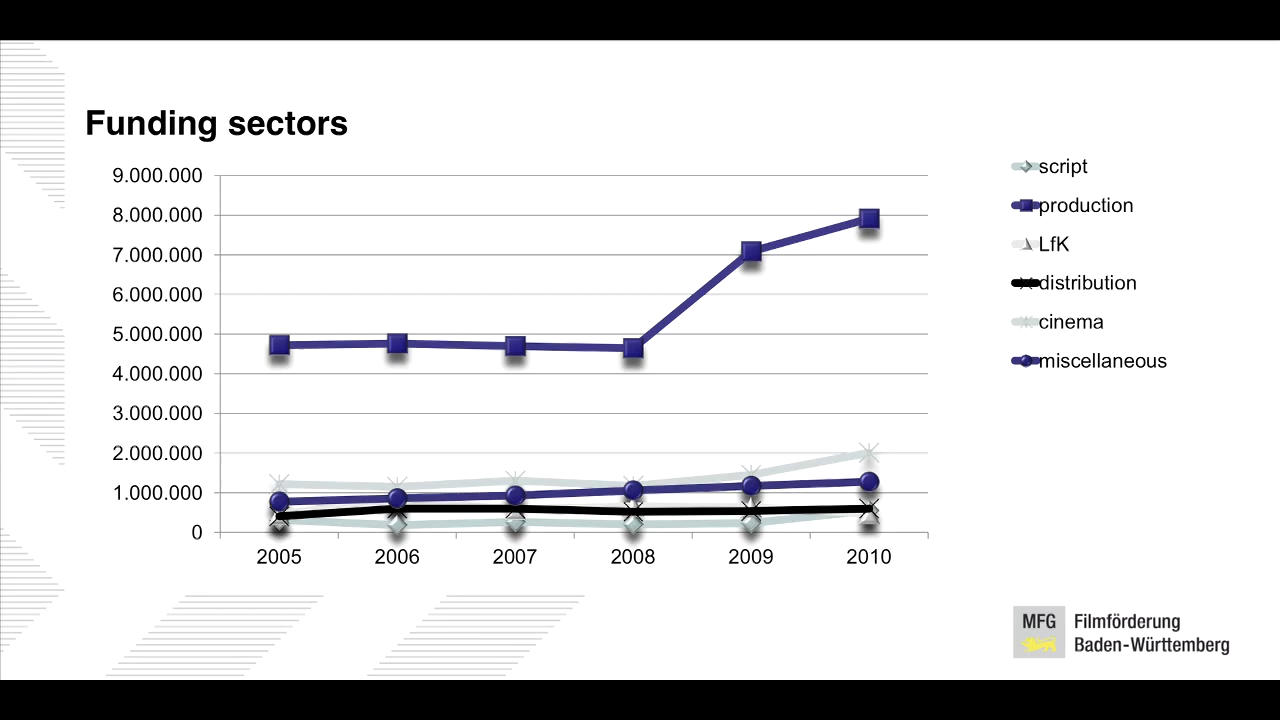 Funding sectors
9.000.000
8.000.000
7.000.000
6.000.000
5.000.000
4.000.000
3.000.000
2.000.000
1.000.000
0
2005 2006 2007 2008 2009 2010
script
production
LfK
distribution
cinema
miscellaneous
MFG
Filmförderung
Baden-Württemberg